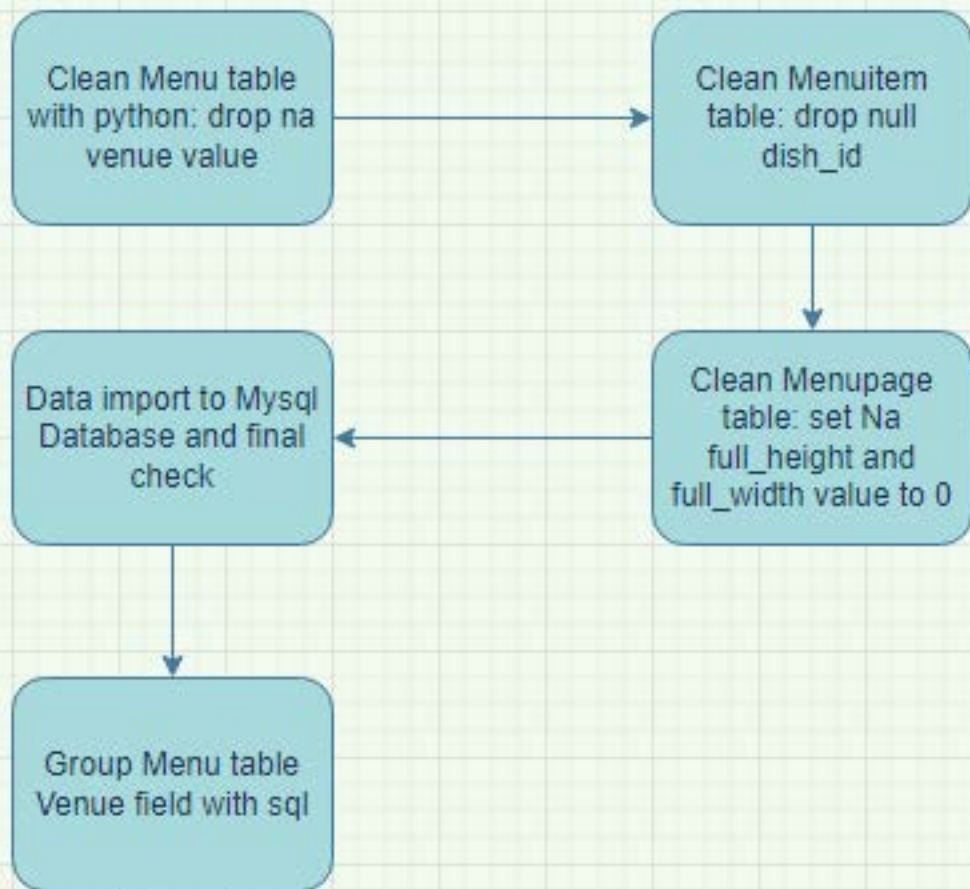 Clean Menu table
with python: drop na
venue value
Clean Menuitem
table: drop null
dish_id
Clean Menupage
table: set Na
full_height and
full_width value to 0
Data import to Mysql
Database and final
check
Group Menu table
Venue field with sql